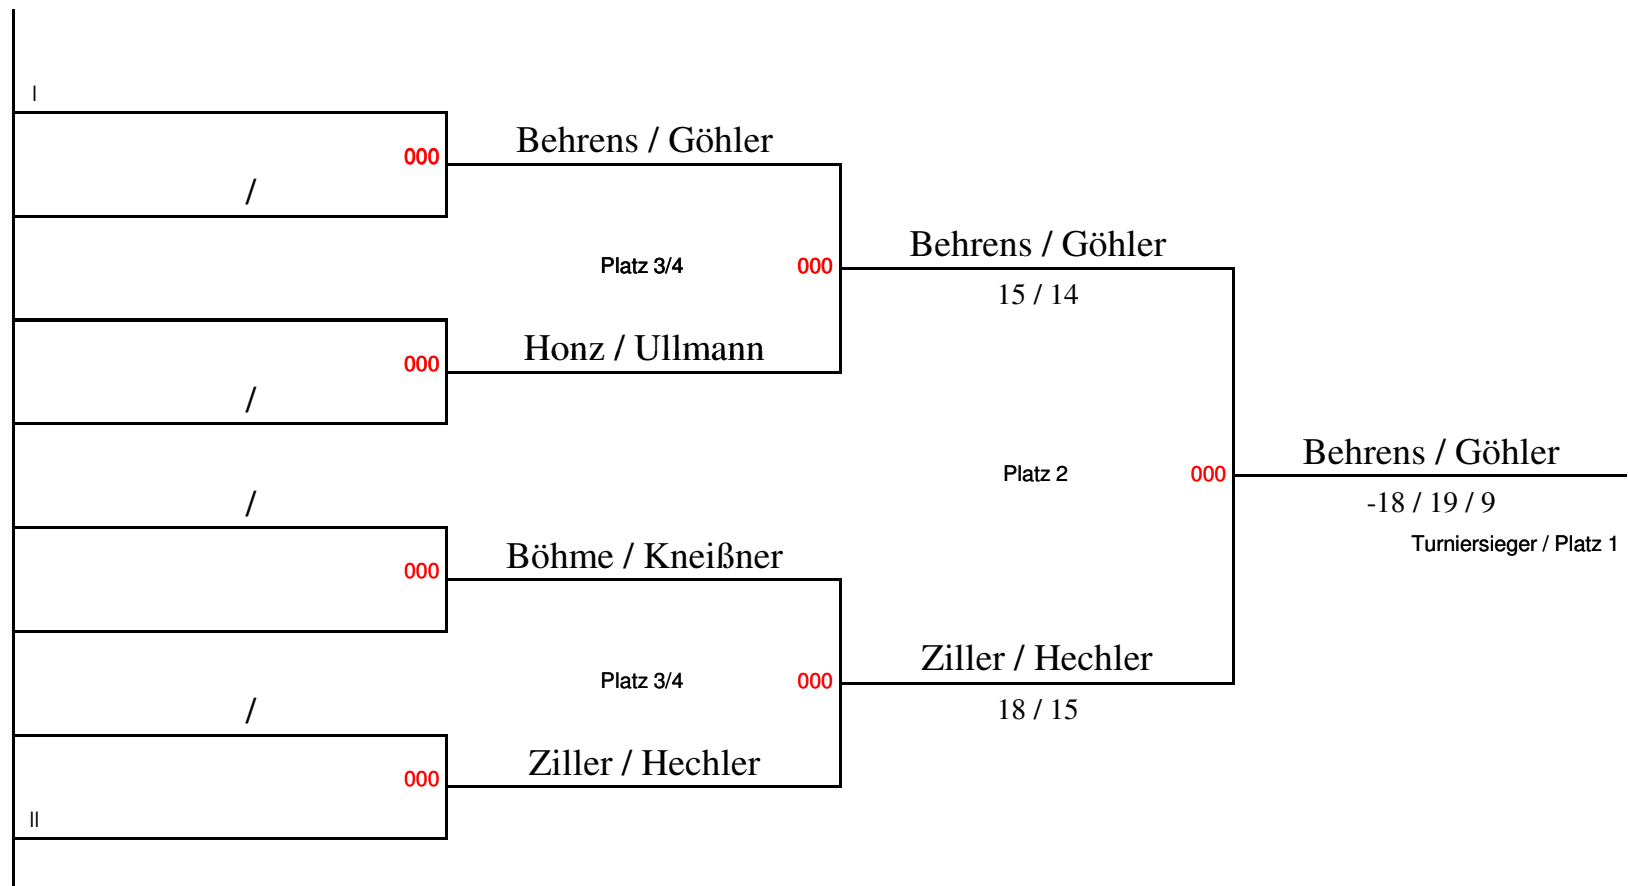 I
Behrens / Göhler
000
/
Behrens / Göhler
Platz 3/4
000
15 / 14
Honz / Ullmann
000
/
Behrens / Göhler
Platz 2
000
-18 / 19 / 9
/
Turniersieger / Platz 1
Böhme / Kneißner
000
Ziller / Hechler
Platz 3/4
000
18 / 15
/
Ziller / Hechler
000
II